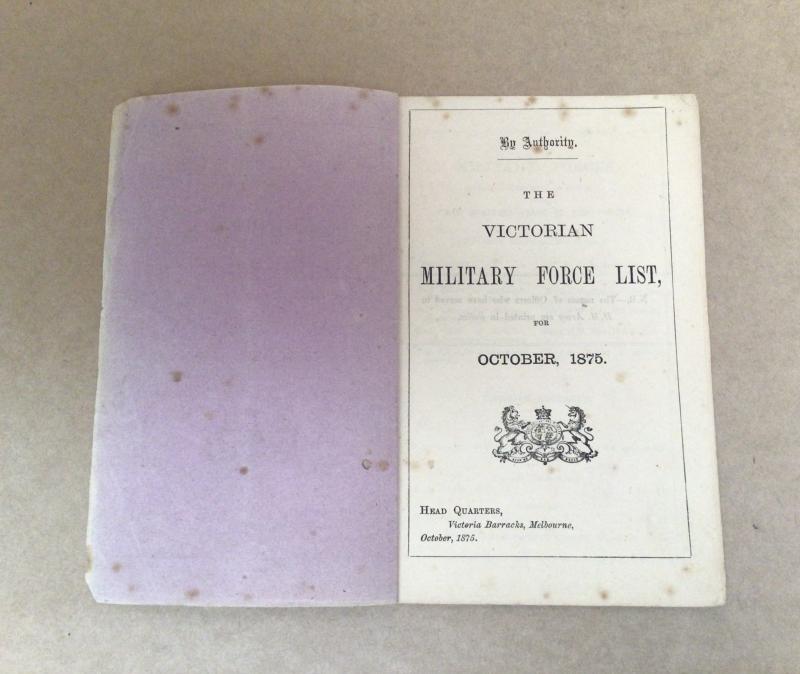 By Authority.
THE
VICTORIAN
MILITARY FORCE LIST,
FOR
OCTOBER, 1875.
HEAD QUARTERS,
Victoria Barracks, Melbourne,
October, 1875.